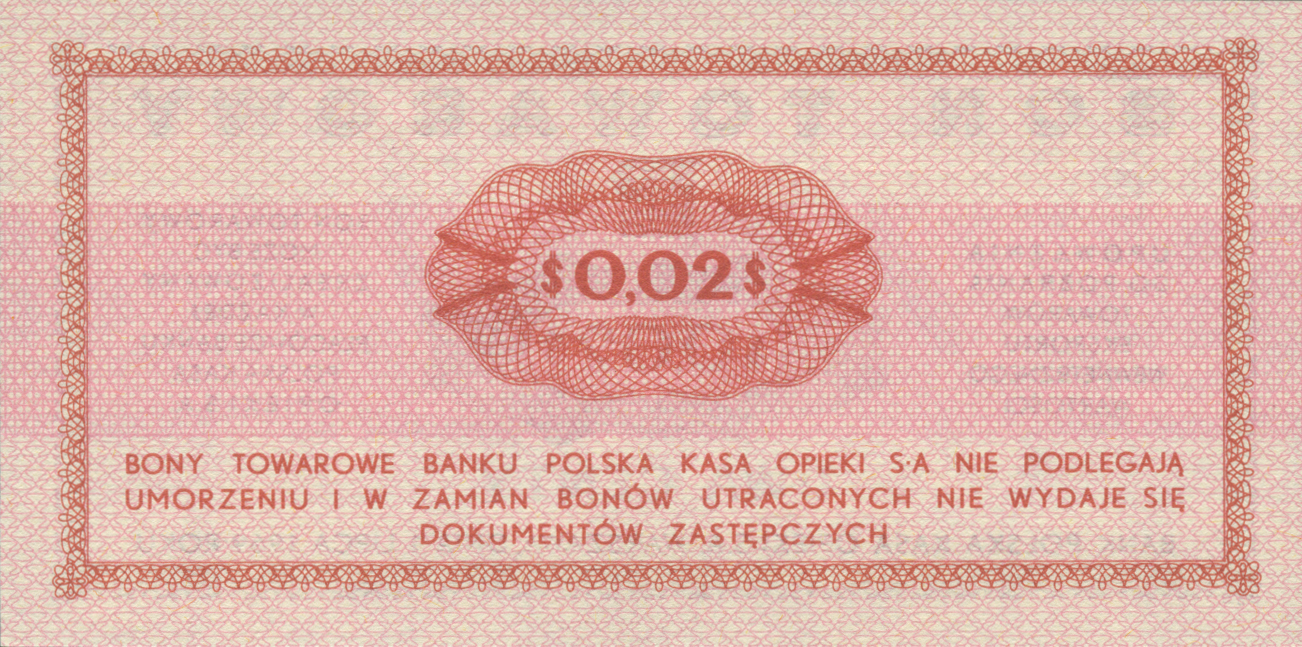 $0,02$
BONY TOWAROWE BANKU POLSKA KASA OPIEKI S·A NIE PODLEGAJĄ
UMORZENIU I W ZAMIAN BONÓW UTRACONYCH NIE WYDAJE SIĘ
DOKUMENTÓW ZASTĘPCZYCH